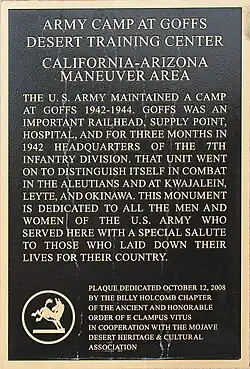 ARMY CAMP AT GOFFS
DESERT TRAINING CENTER
CALIFORNIA-ARIZONA
MANEUVER AREA
THE U. S. ARMY MAINTAINED A CAMP
AT GOFFS 1942-1944. GOFFS WAS AN
IMPORTANT RAILHEAD, SUPPLY POINT,
HOSPITAL, AND FOR THREE MONTHS IN
1942 HEADQUARTERS OF THE 7TH
INFANTRY DIVISION. THAT UNIT WENT
ON TO DISTINGUISH ITSELF IN COMBAT
IN THE ALEUTIANS AND AT KWAJALEIN,
LEYTE, AND OKINAWA. THIS MONUMENT
IS DEDICATED TO ALL THE MEN AND
WOMEN OF THE U.S. ARMY WHO
SERVED HERE WITH A SPECIAL SALUTE
TO THOSE WHO LAID DOWN THEIR
LIVES FOR THEIR COUNTRY.
PLAQUE DEDICATED OCTOBER 12, 2008
BY THE BILLY HOLCOMB CHAPTER
OF THE ANCIENT AND HONORABLE
ORDER OF E CLAMPUS VITUS
IN COOPERATION WITH THE MOJAVE
DESERT HERITAGE & CULTURAL
ASSOCIATION